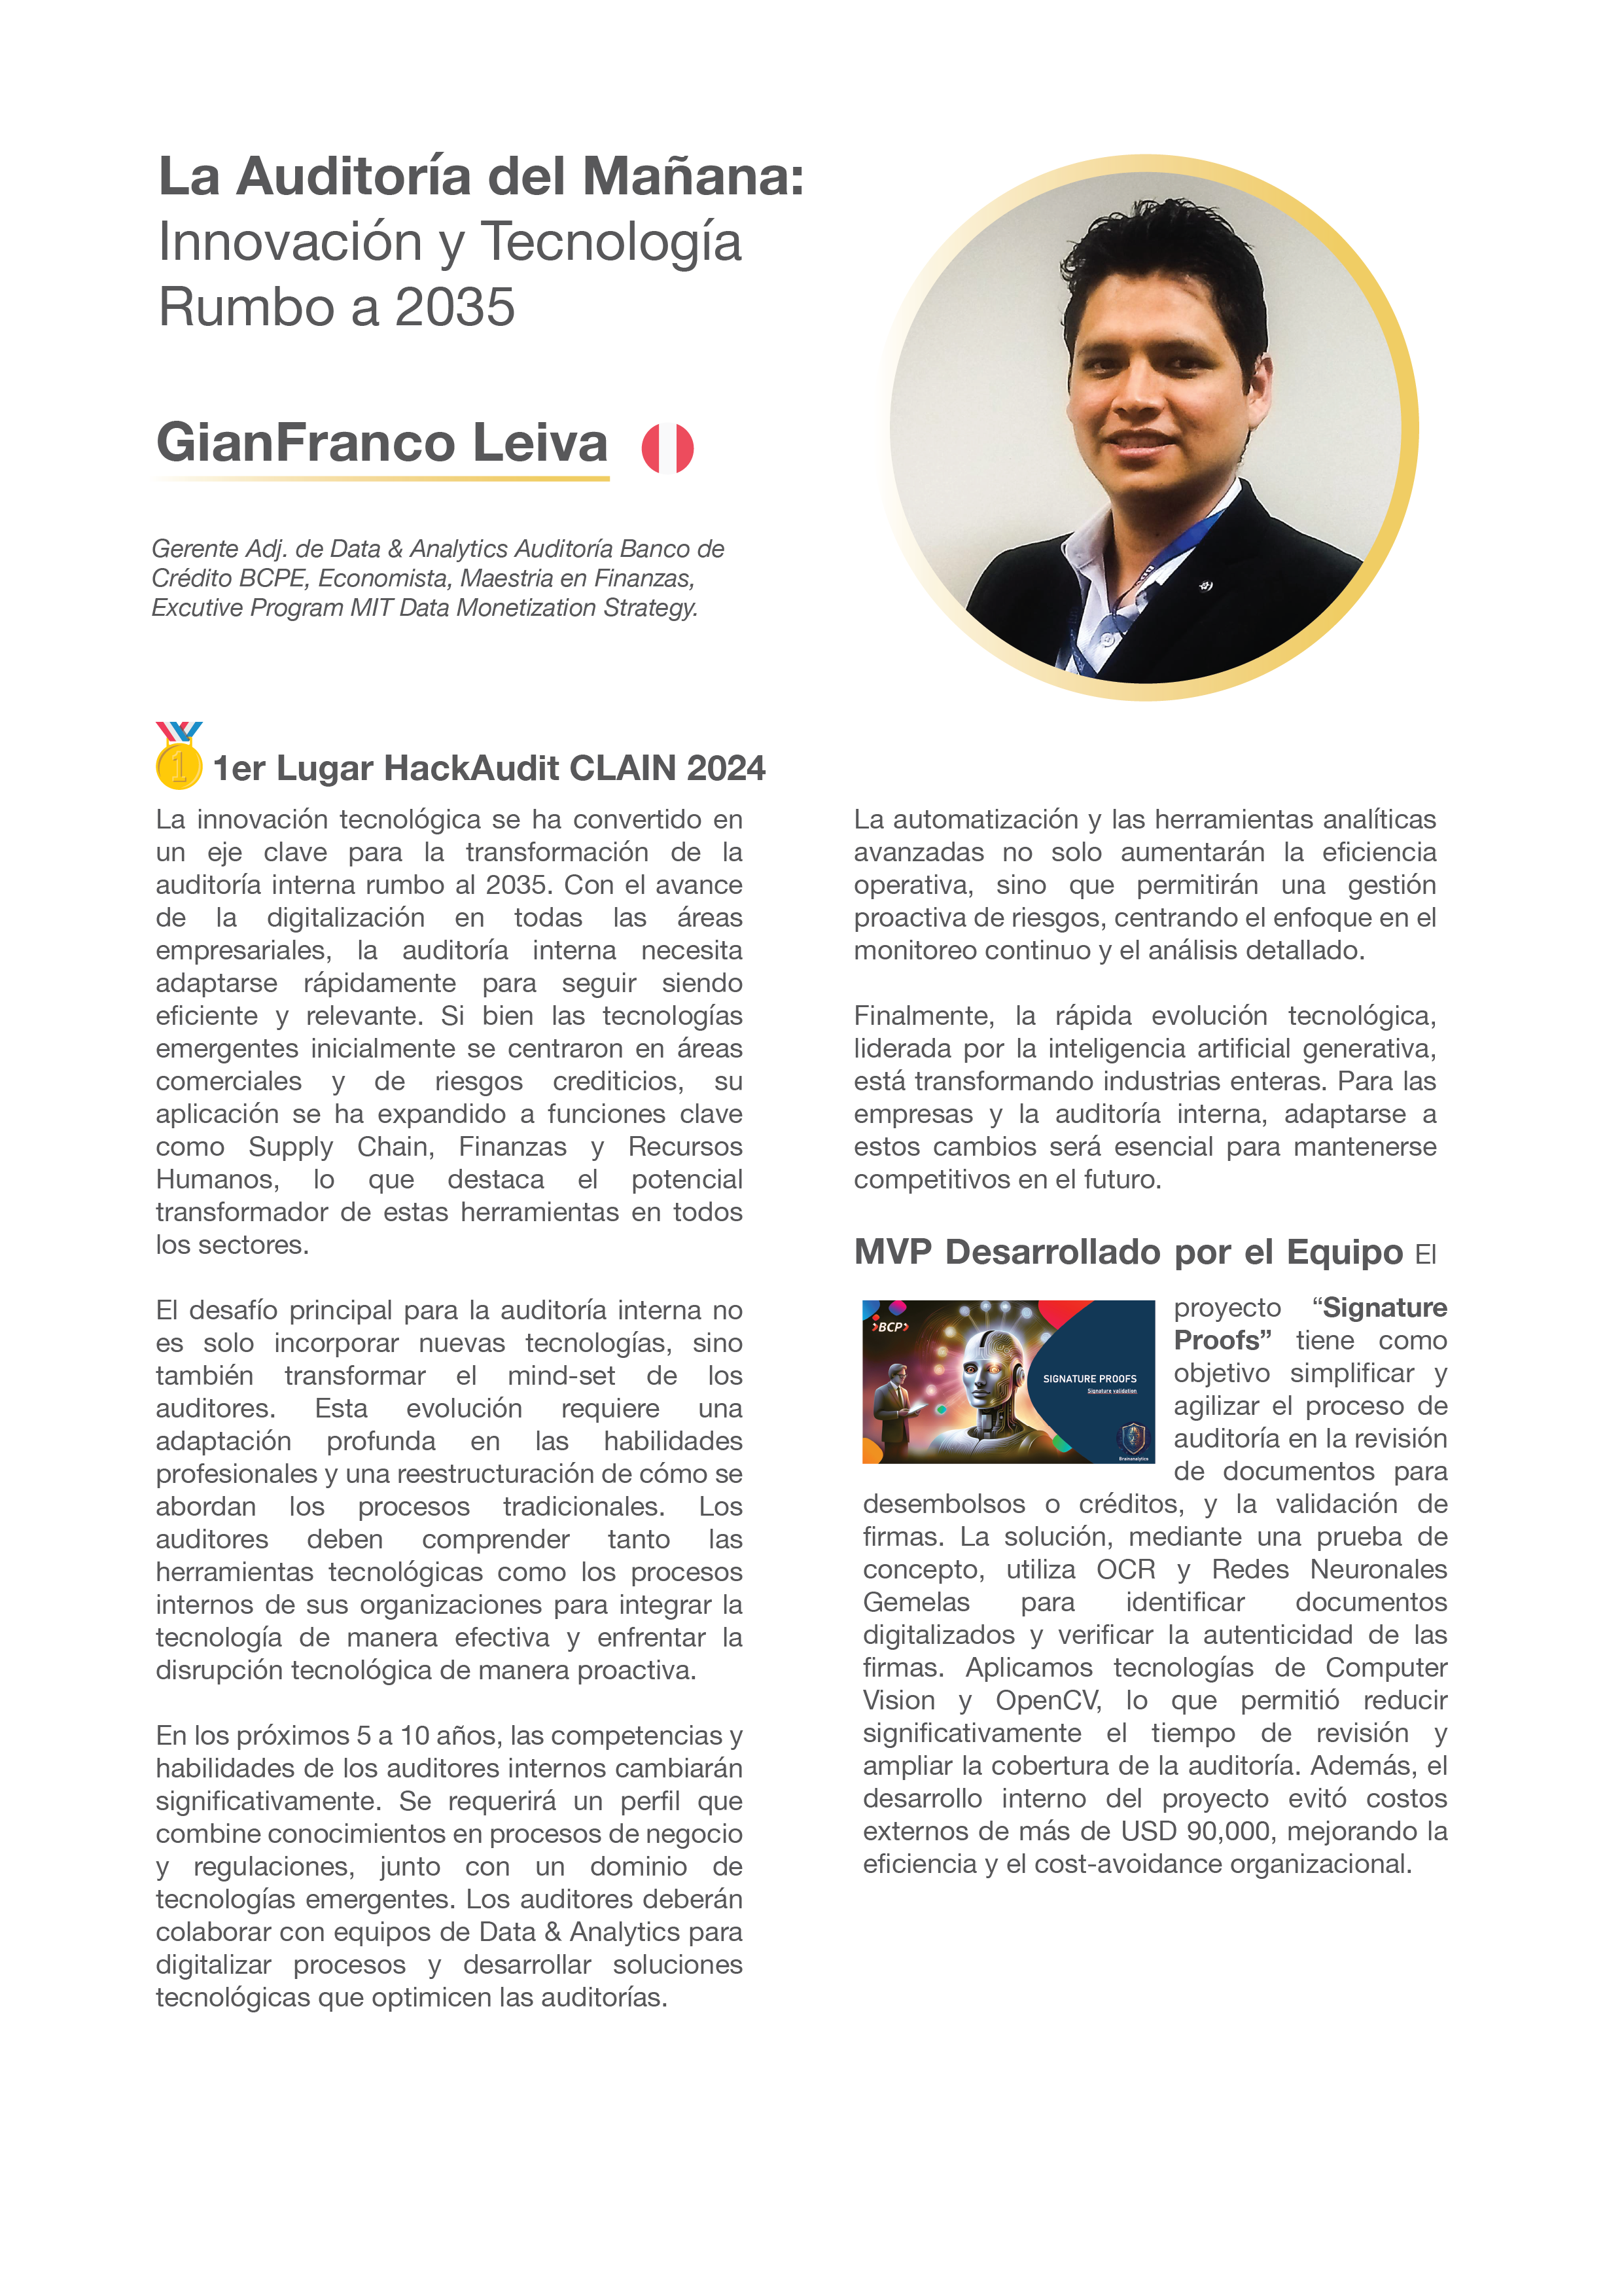 La Auditoría del Mañana:
Innovación y Tecnología
Rumbo a 2035
GianFranco Leiva
Gerente Adj. de Data & Analytics Auditoría Banco de
Crédito BCPE, Economista, Maestria en Finanzas,
Excutive Program MIT Data Monetization Strategy.
1
1er Lugar HackAudit CLAIN 2024
La innovación tecnológica se ha convertido en
un eje clave para la transformación de la
auditoría interna rumbo al 2035. Con el avance
de la digitalización en todas las áreas
empresariales, la auditoría interna necesita
adaptarse rápidamente para seguir siendo
eficiente y relevante. Si bien las tecnologías
emergentes inicialmente se centraron en áreas
comerciales y de riesgos crediticios, su
aplicación se ha expandido a funciones clave
como Supply Chain, Finanzas y Recursos
Humanos, lo que destaca el potencial
transformador de estas herramientas en todos
los sectores.
El desafío principal para la auditoría interna no
es solo incorporar nuevas tecnologías, sino
también transformar el mind-set de los
auditores. Esta evolución requiere una
adaptación profunda en las habilidades
profesionales y una reestructuración de cómo se
abordan los procesos tradicionales. Los
auditores deben comprender tanto las
herramientas tecnológicas como los procesos
internos de sus organizaciones para integrar la
tecnología de manera efectiva y enfrentar la
disrupción tecnológica de manera proactiva.
En los próximos 5 a 10 años, las competencias y
habilidades de los auditores internos cambiarán
significativamente. Se requerirá un perfil que
combine conocimientos en procesos de negocio
y regulaciones, junto con un dominio de
tecnologías emergentes. Los auditores deberán
colaborar con equipos de Data & Analytics para
digitalizar procesos y desarrollar soluciones
tecnológicas que optimicen las auditorías.
La automatización y las herramientas analíticas
avanzadas no solo aumentarán la eficiencia
operativa, sino que permitirán una gestión
proactiva de riesgos, centrando el enfoque en el
monitoreo continuo y el análisis detallado.
Finalmente, la rápida evolución tecnológica,
liderada por la inteligencia artificial generativa,
está transformando industrias enteras. Para las
empresas y la auditoría interna, adaptarse a
estos cambios será esencial para mantenerse
competitivos en el futuro.
MVP Desarrollado por el Equipo El
›BCP›
SIGNATURE PROOFS
Signature validation
Brainanalytics
proyecto “Signature
Proofs” tiene como
objetivo simplificar y
agilizar el proceso de
auditoría en la revisión
de documentos para
desembolsos o créditos, y la validación de
firmas. La solución, mediante una prueba de
concepto, utiliza OCR y Redes Neuronales
Gemelas para identificar documentos
digitalizados y verificar la autenticidad de las
firmas. Aplicamos tecnologías de Computer
Vision y OpenCV, lo que permitió reducir
significativamente el tiempo de revisión y
ampliar la cobertura de la auditoría. Además, el
desarrollo interno del proyecto evitó costos
externos de más de USD 90,000, mejorando la
eficiencia y el cost-avoidance organizacional.